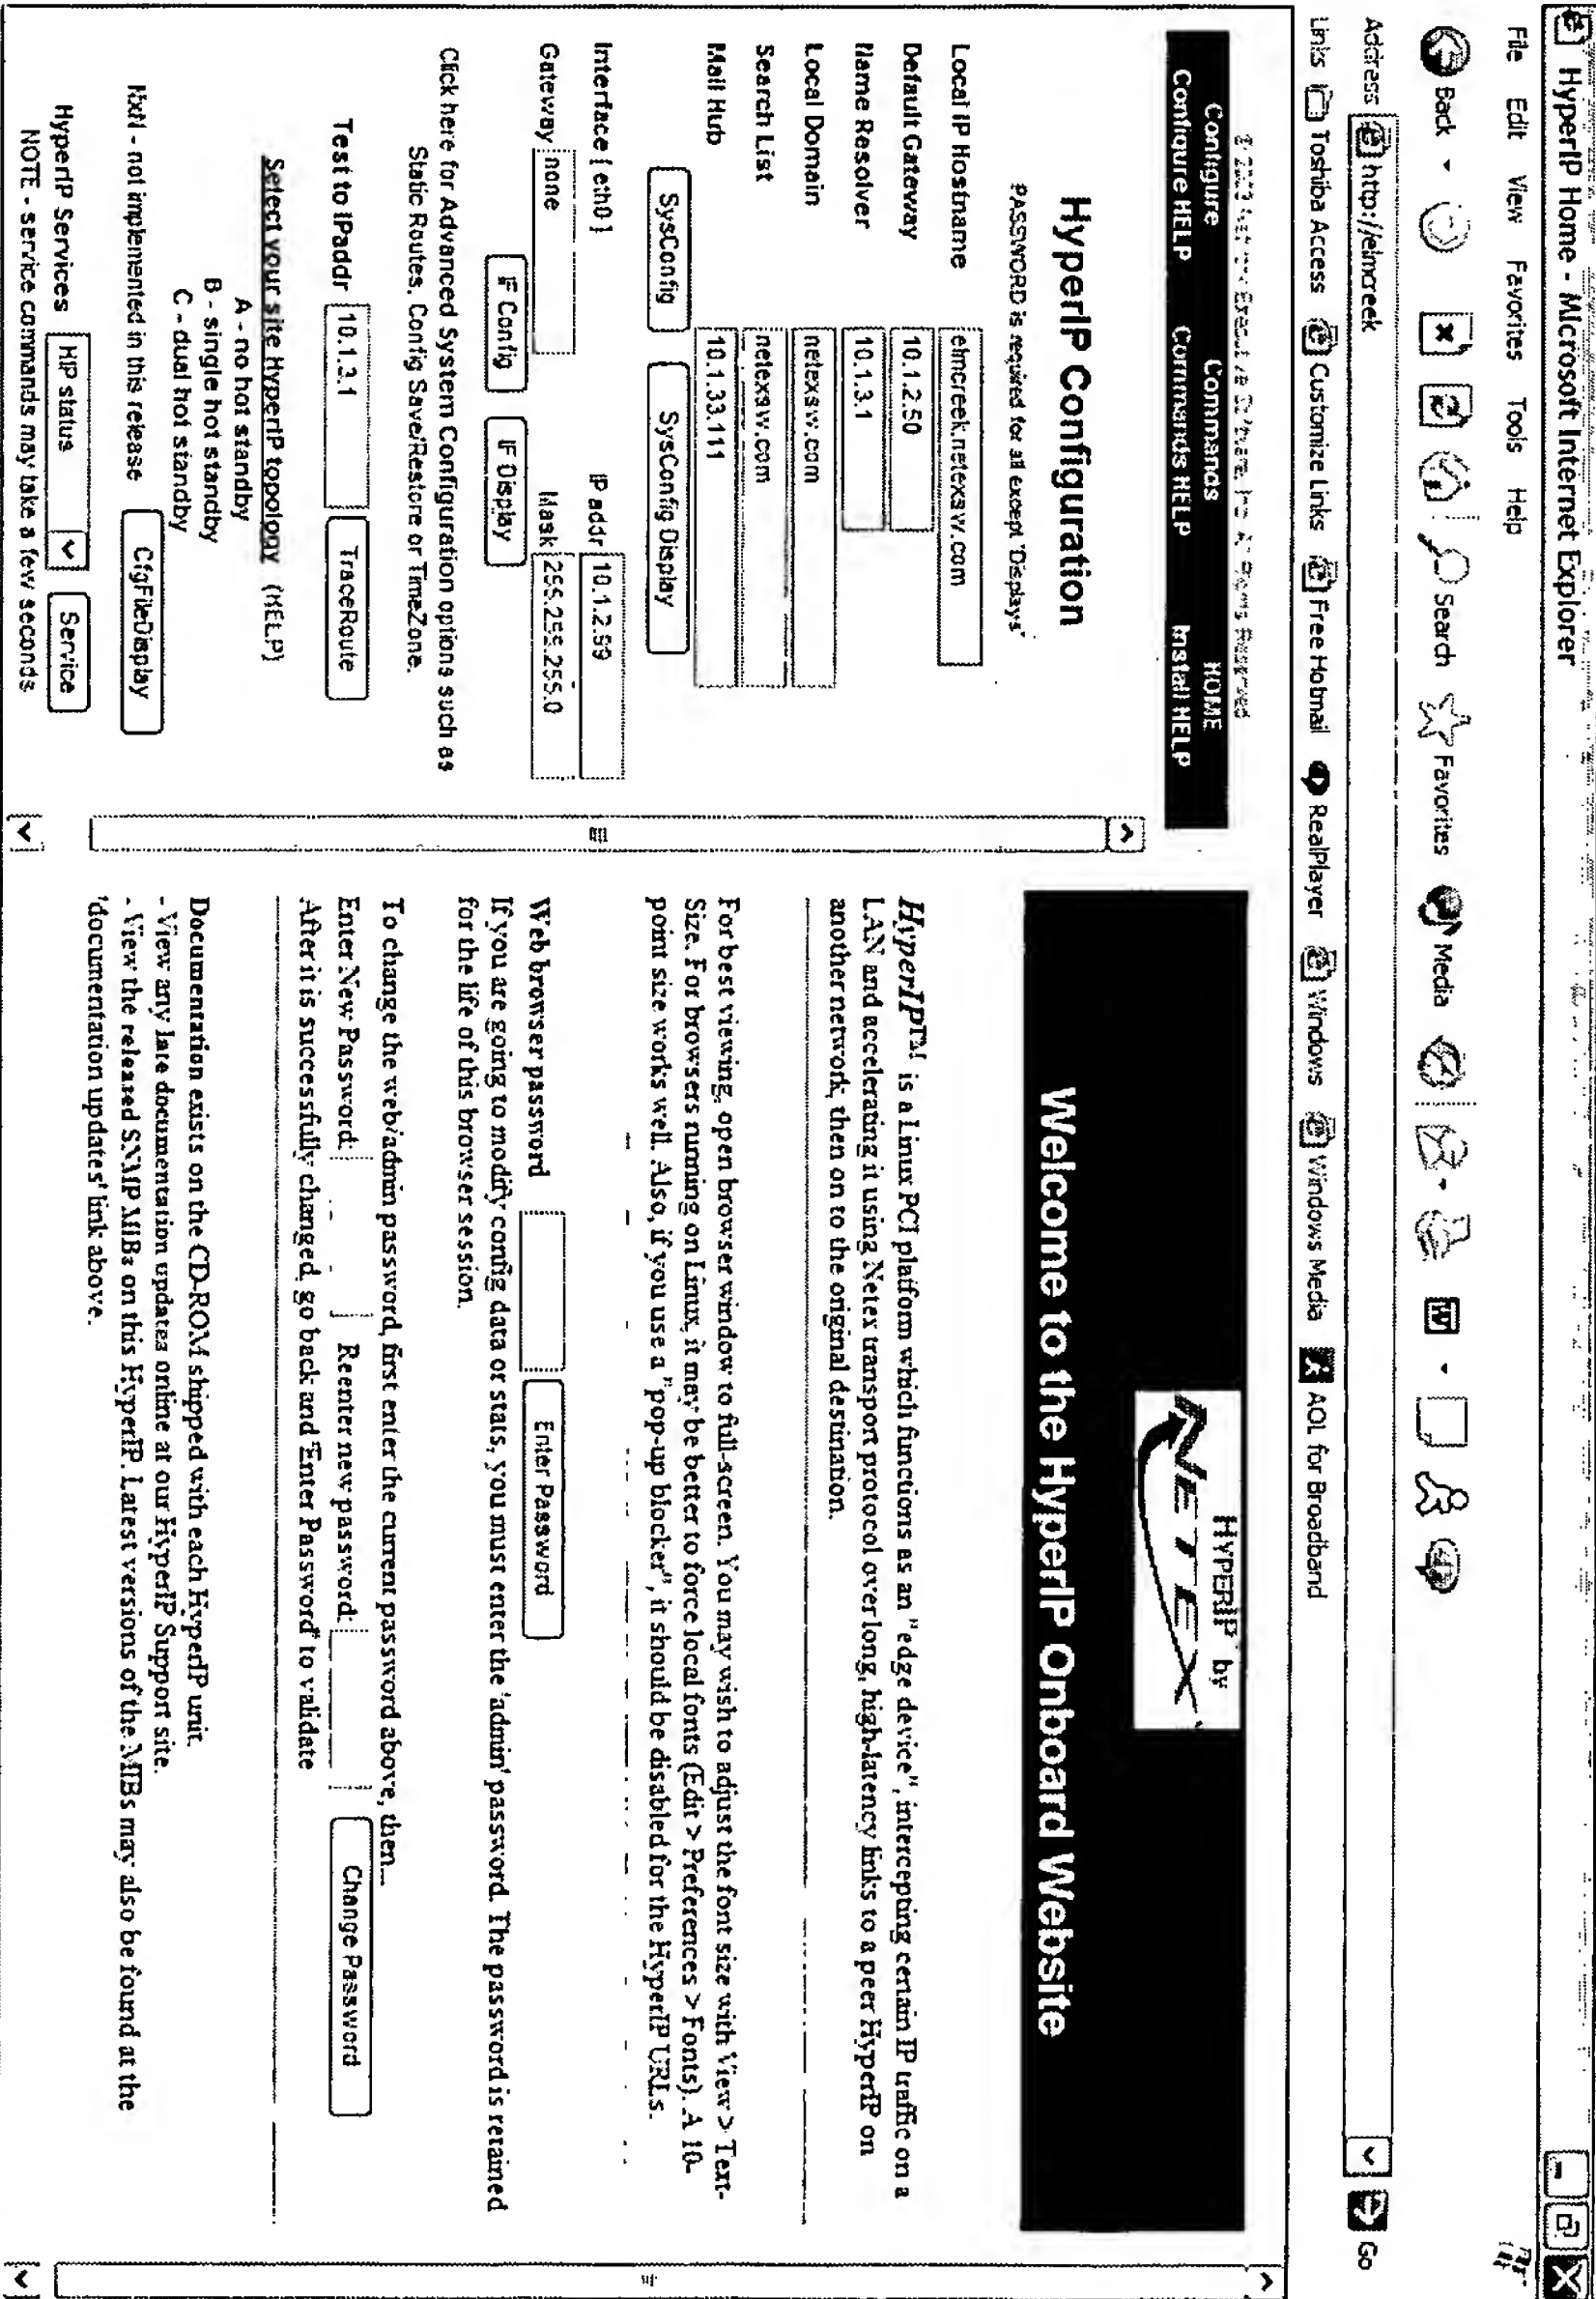 HyperIP Home - Microsoft Internet Explorer
File Edit View Favorites Tools Help
Back Search Favorites Media
Address http://elmcreek Go
Links Toshiba Access Customize Links Free Hotmail RealPlayer Windows Windows Media AOL for Broadband
Configure Commands HOME
Configure HELP Commands HELP Install HELP
HyperIP Configuration
PASSWORD is required for all except 'Displays'
Local IP Hostname elmcreek.netexsw.com
Default Gateway 10.1.2.50
Name Resolver 10.1.3.1
Local Domain netexsw.com
Search List netexsw.com
Mail Hub 10.1.33.111
SysConfig SysConfig Display
Interface [ eth0 ] IP addr 10.1.2.59
Gateway none Mask 255.255.255.0
IF Config IF Display
Click here for Advanced System Configuration options such as
Static Routes, Config Save/Restore or TimeZone.
Test to IPaddr 10.1.3.1 TraceRoute
Select your site HyperIP topology (HELP)
A - no hot standby
B - single hot standby
C - dual hot standby
NxN - not implemented in this release CfgFileDisplay
HyperIP Services HIP status Service
NOTE - service commands may take a few seconds
HYPERIP by
NETEX
Welcome to the HyperIP Onboard Website
HyperIP™ is a Linux PCI platform which functions as an "edge device", intercepting certain IP traffic on a
LAN and accelerating it using Netex transport protocol over long, high-latency links to a peer HyperIP on
another network, then on to the original destination.
For best viewing, open browser window to full-screen. You may wish to adjust the font size with View > Text-
Size. For browsers running on Linux, it may be better to force local fonts (Edit > Preferences > Fonts). A 10-
point size works well. Also, if you use a "pop-up blocker", it should be disabled for the HyperIP URLs.
Web browser password Enter Password
If you are going to modify config data or stats, you must enter the 'admin' password. The password is retained
for the life of this browser session.
To change the web/admin password, first enter the current password above, then...
Enter New Password: Reenter new password: Change Password
After it is successfully changed, go back and 'Enter Password' to validate
Documentation exists on the CD-ROM shipped with each HyperIP unit.
- View any late documentation updates online at our HyperIP Support site.
- View the released SNMP MIBs on this HyperIP. Latest versions of the MIBs may also be found at the
'documentation updates' link above.